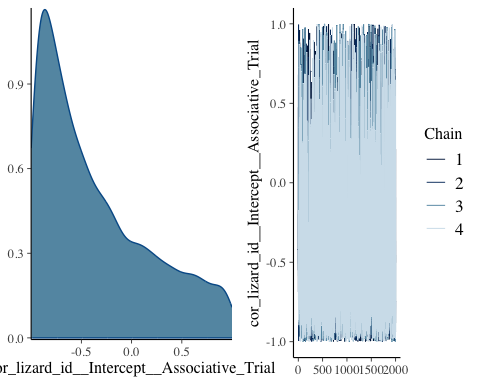 0.9
0.6
0.3
0.0
-0.5 0.0 0.5
or_lizard_id__Intercept__Associative_Trial
cor_lizard_id__Intercept__Associative_Trial
1.0
0.5
0.0
-0.5
-1.0
0 500 1000 1500 2000
Chain
1
2
3
4